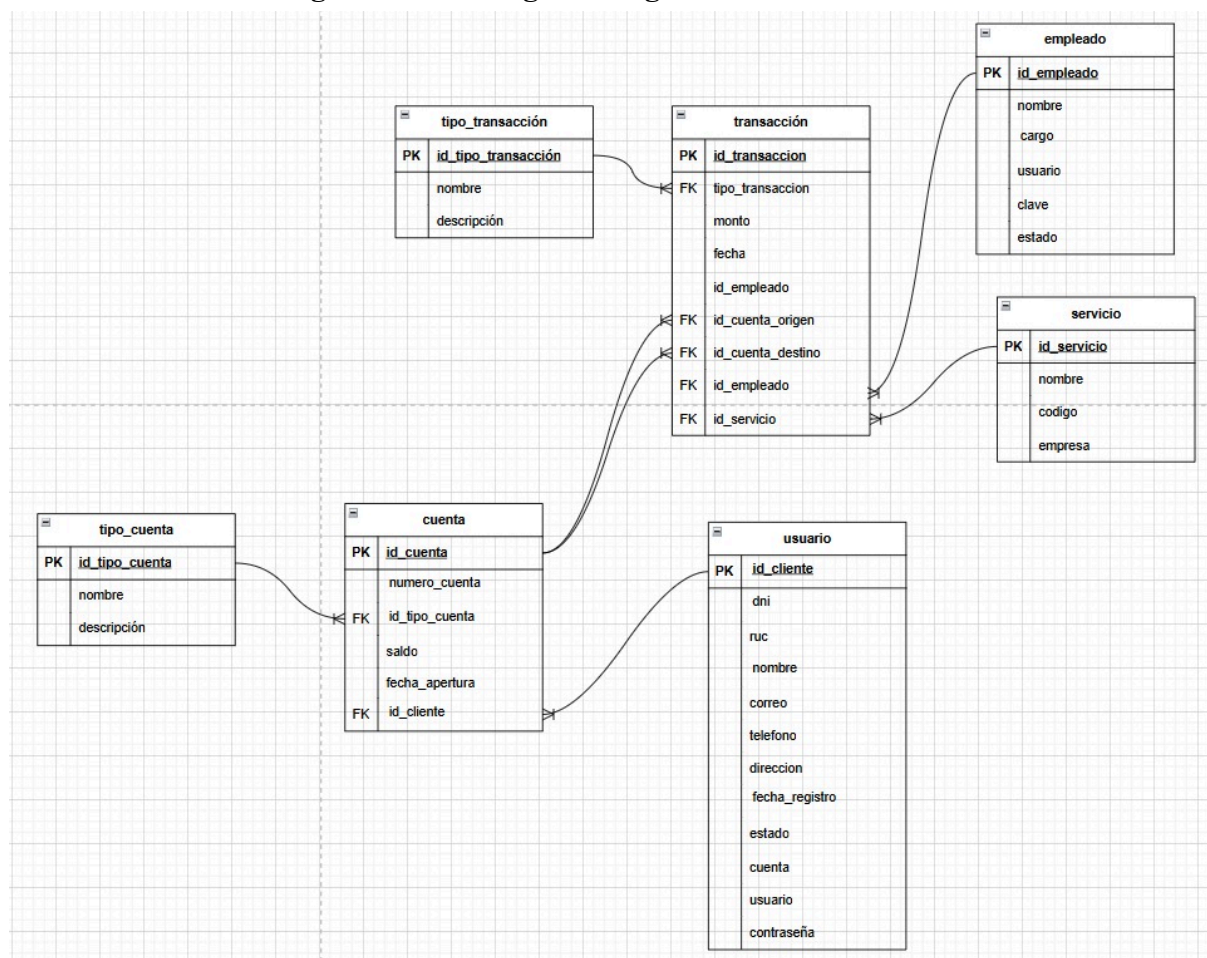 empleado
PK id_empleado
nombre
cargo
usuario
clave
estado
tipo_transacción
PK id_tipo_transacción
nombre
descripción
transacción
PK id_transaccion
FK tipo_transaccion
monto
fecha
id_empleado
FK id_cuenta_origen
FK id_cuenta_destino
FK id_empleado
FK id_servicio
servicio
PK id_servicio
nombre
codigo
empresa
tipo_cuenta
PK id_tipo_cuenta
nombre
descripción
cuenta
PK id_cuenta
numero_cuenta
FK id_tipo_cuenta
saldo
fecha_apertura
FK id_cliente
usuario
PK id_cliente
dni
ruc
nombre
correo
telefono
direccion
fecha_registro
estado
cuenta
usuario
contraseña